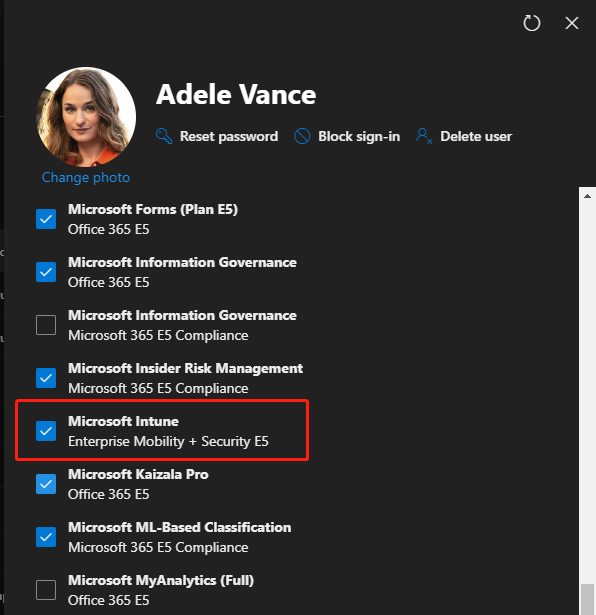 Adele Vance
Reset password Block sign-in Delete user
Change photo
Microsoft Forms (Plan E5)
Office 365 E5
Microsoft Information Governance
Office 365 E5
Microsoft Information Governance
Microsoft 365 E5 Compliance
Microsoft Insider Risk Management
Microsoft 365 E5 Compliance
Microsoft Intune
Enterprise Mobility + Security E5
Microsoft Kaizala Pro
Office 365 E5
Microsoft ML-Based Classification
Microsoft 365 E5 Compliance
Microsoft MyAnalytics (Full)
Office 365 E5